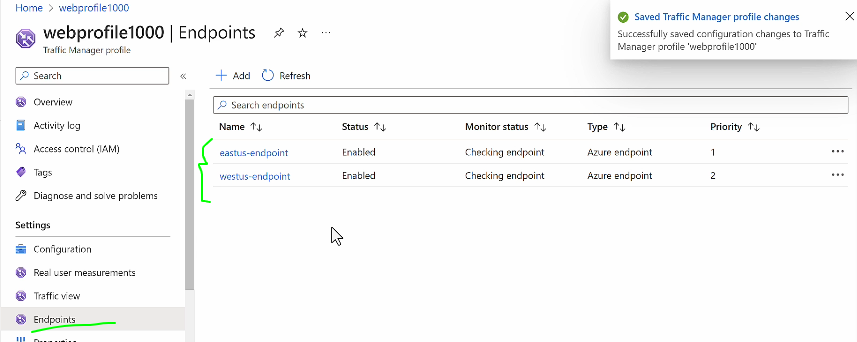 Home > webprofile1000
webprofile1000 | Endpoints
Traffic Manager profile
Saved Traffic Manager profile changes
Successfully saved configuration changes to Traffic
Manager profile 'webprofile1000'
Search
Add Refresh
Search endpoints
Overview
Activity log
Access control (IAM)
Tags
Diagnose and solve problems
Settings
Configuration
Real user measurements
Traffic view
Endpoints
Properties
Name Status Monitor status Type Priority
eastus-endpoint Enabled Checking endpoint Azure endpoint 1
westus-endpoint Enabled Checking endpoint Azure endpoint 2